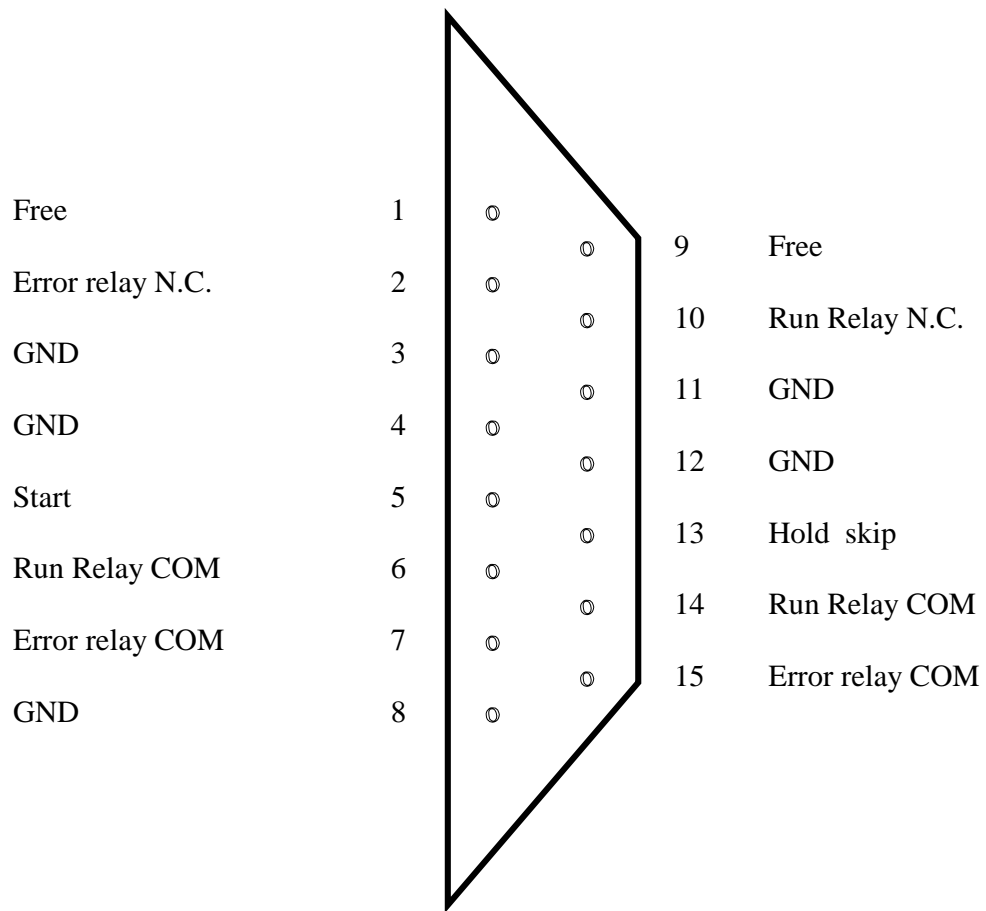 Free 1
9 Free
Error relay N.C. 2
10 Run Relay N.C.
GND 3
11 GND
GND 4
12 GND
Start 5
13 Hold skip
Run Relay COM 6
14 Run Relay COM
Error relay COM 7
15 Error relay COM
GND 8